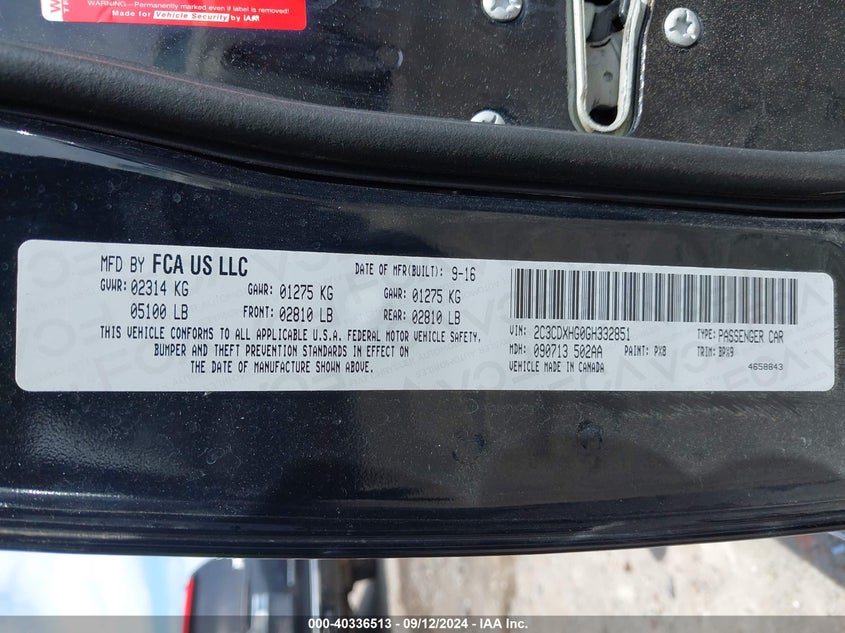 WARNING—Permanently marked even if label is removed!
Made for Vehicle Security by IAM
MFD BY FCA US LLC
DATE OF MFR(BUILT): 9-16
GVWR: 02314 KG GAWR: 01275 KG GAWR: 01275 KG
05100 LB FRONT: 02810 LB REAR: 02810 LB
THIS VEHICLE CONFORMS TO ALL APPLICABLE U.S.A. FEDERAL MOTOR VEHICLE SAFETY,
BUMPER AND THEFT PREVENTION STANDARDS IN EFFECT ON
THE DATE OF MANUFACTURE SHOWN ABOVE.
VIN: 2C3CDXHG0GH332851 TYPE: PASSENGER CAR
MDH: 090713 502AA PAINT: PX8 TRIM: BPX9
VEHICLE MADE IN CANADA 4658843
000-40336513 - 09/12/2024 - IAA Inc.